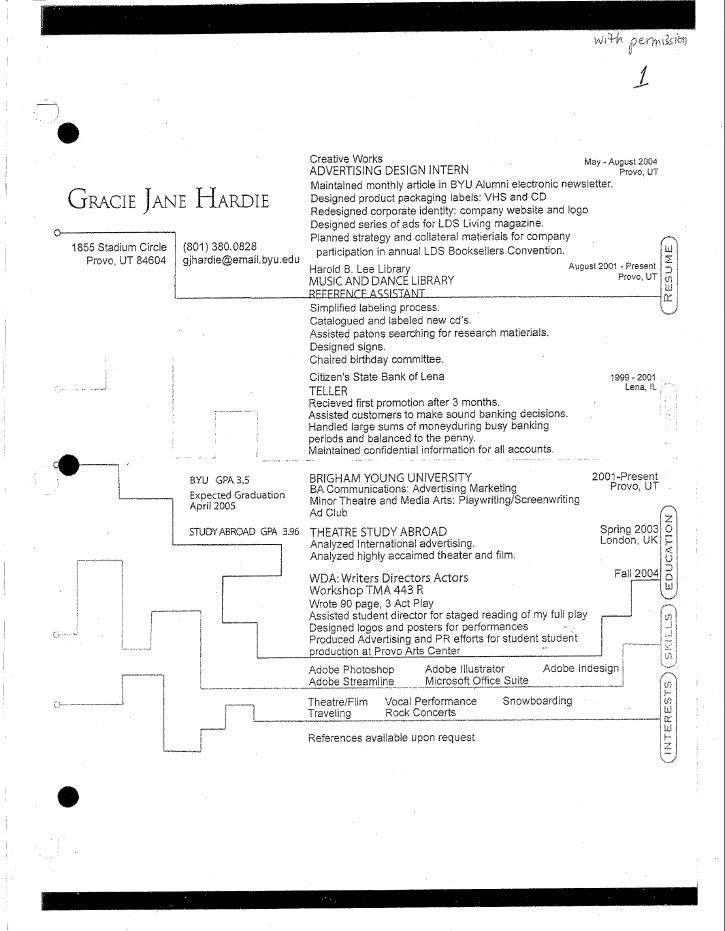 with permission
1
GRACIE JANE HARDIE
1855 Stadium Circle
Provo, UT 84604
(801) 380.0828
gjhardie@email.byu.edu
Creative Works
May - August 2004
ADVERTISING DESIGN INTERN
Provo, UT
Maintained monthly article in BYU Alumni electronic newsletter.
Designed product packaging labels: VHS and CD
Redesigned corporate identity: company website and logo
Designed series of ads for LDS Living magazine.
Planned strategy and collateral matierials for company
participation in annual LDS Booksellers Convention.
RESUME
Harold B. Lee Library
August 2001 - Present
MUSIC AND DANCE LIBRARY
Provo, UT
REFERENCE ASSISTANT
Simplified labeling process.
Catalogued and labeled new cd's.
Assisted patons searching for research matierials.
Designed signs.
Chaired birthday committee.
Citizen's State Bank of Lena
1999 - 2001
TELLER
Lena, IL
Recieved first promotion after 3 months.
Assisted customers to make sound banking decisions.
Handled large sums of moneyduring busy banking
periods and balanced to the penny.
Maintained confidential information for all accounts.
BYU GPA 3.5
Expected Graduation
April 2005
BRIGHAM YOUNG UNIVERSITY
2001-Present
BA Communications: Advertising Marketing
Provo, UT
Minor Theatre and Media Arts: Playwriting/Screenwriting
Ad Club
STUDY ABROAD GPA 3.96
THEATRE STUDY ABROAD
Spring 2003
London, UK
Analyzed International advertising.
Analyzed highly accaimed theater and film.
EDUCATION
WDA: Writers Directors Actors
Fall 2004
Workshop TMA 443 R
Wrote 90 page, 3 Act Play
Assisted student director for staged reading of my full play
Designed logos and posters for performances
Produced Advertising and PR efforts for student student
production at Provo Arts Center
SKILLS
Adobe Photoshop Adobe Illustrator Adobe Indesign
Adobe Streamline Microsoft Office Suite
INTERESTS
Theatre/Flim Vocal Performance Snowboarding
Traveling Rock Concerts
References available upon request